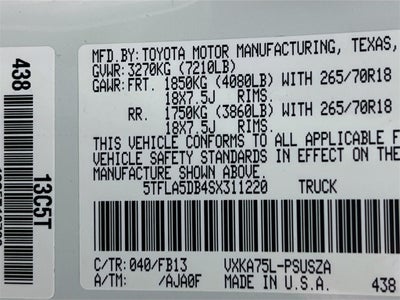 MFD.BY: TOYOTA MOTOR MANUFACTURING, TEXAS,
GVWR: 3270KG (7210LB)
GAWR: FRT. 1850KG (4080LB) WITH 265/70R18
18X7.5J RIMS.
RR. 1750KG (3860LB) WITH 265/70R18
18X7.5J RIMS.
THIS VEHICLE CONFORMS TO ALL APPLICABLE
VEHICLE SAFETY STANDARDS IN EFFECT ON THE
MANUFACTURE SHOWN ABOVE.
5TFLA5DB4SX311220 TRUCK
C/TR: 040/FB13 VXKA75L-PSUSZA
A/TM: /AJA0F MADE IN U.S.A. 438
438
13C5T